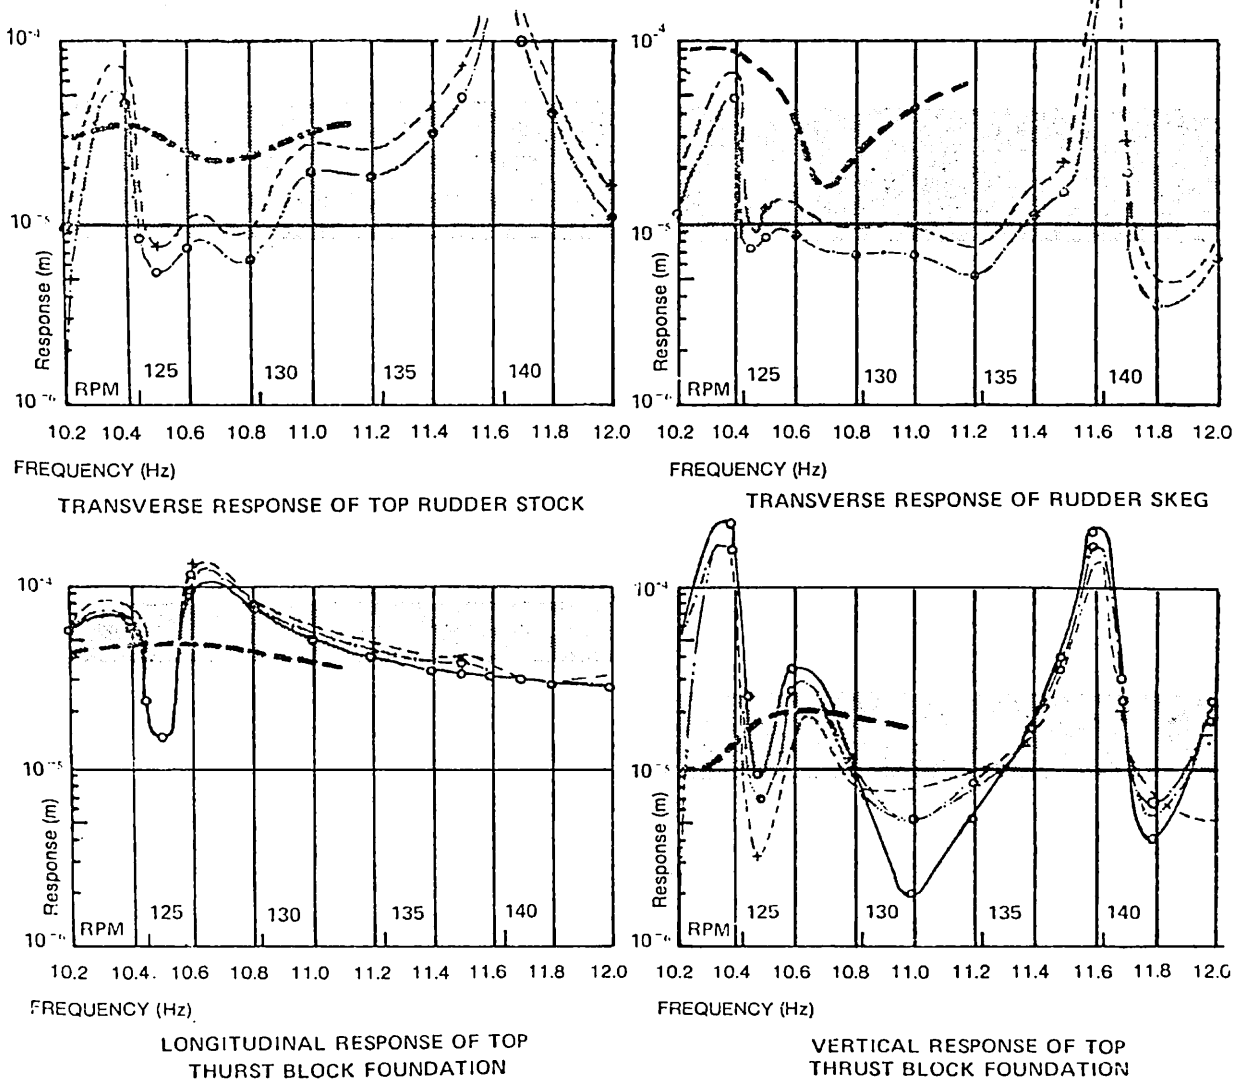 10⁻⁴
10⁻⁵
Response (m)
RPM 125 130 135 140
10.2 10.4 10.6 10.8 11.0 11.2 11.4 11.6 11.8 12.0
FREQUENCY (Hz)
TRANSVERSE RESPONSE OF TOP RUDDER STOCK
10⁻⁴
10⁻⁵
Response (m)
RPM 125 130 135 140
10.2 10.4 10.6 10.8 11.0 11.2 11.4 11.6 11.8 12.0
FREQUENCY (Hz)
TRANSVERSE RESPONSE OF RUDDER SKEG
10⁻⁴
10⁻⁵
Response (m)
RPM 125 130 135 140
10.2 10.4 10.6 10.8 11.0 11.2 11.4 11.6 11.8 12.0
FREQUENCY (Hz)
LONGITUDINAL RESPONSE OF TOP
THURST BLOCK FOUNDATION
10⁻⁴
10⁻⁵
Response (m)
RPM 125 130 135 140
10.2 10.4 10.6 10.8 11.0 11.2 11.4 11.6 11.8 12.0
FREQUENCY (Hz)
VERTICAL RESPONSE OF TOP
THRUST BLOCK FOUNDATION